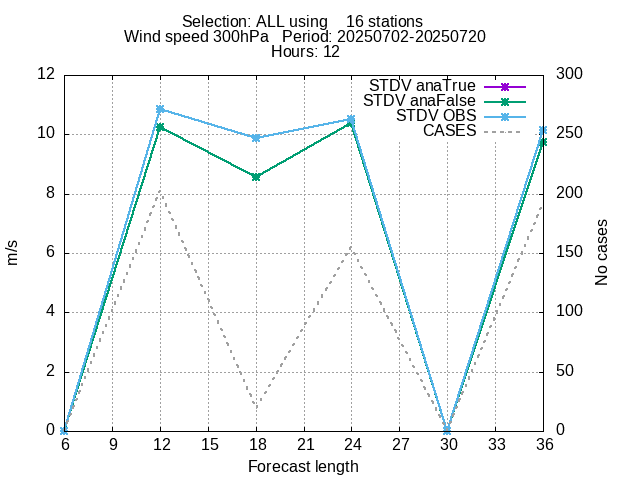 Selection: ALL using    16 stations
Wind speed 300hPa   Period: 20250702-20250720
Hours: 12
STDV anaTrue
STDV anaFalse
STDV OBS
CASES
12
10
8
6
4
2
0
300
250
200
150
100
50
0
m/s
No cases
6 9 12 15 18 21 24 27 30 33 36
Forecast length